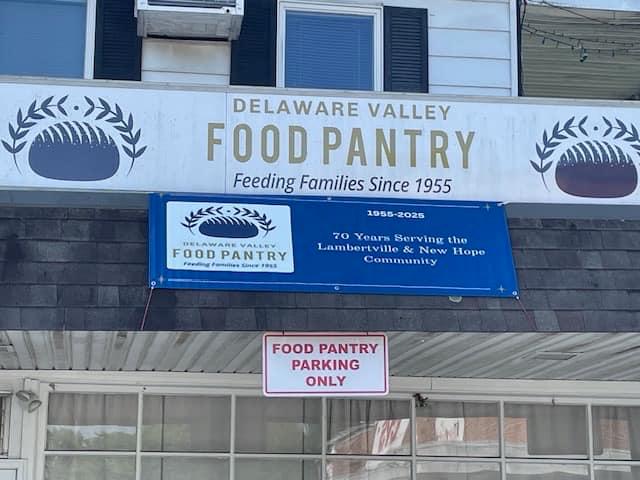 DELAWARE VALLEY
FOOD PANTRY
Feeding Families Since 1955
DELAWARE VALLEY
FOOD PANTRY
Feeding Families Since 1955
1955-2025
70 Years Serving the
Lambertville & New Hope
Community
FOOD PANTRY
PARKING
ONLY